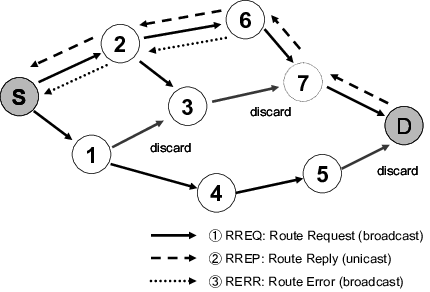 6
2
S
7
3
discard
D
discard
1
5
discard
4
① RREQ: Route Request (broadcast)
② RREP: Route Reply (unicast)
③ RERR: Route Error (broadcast)